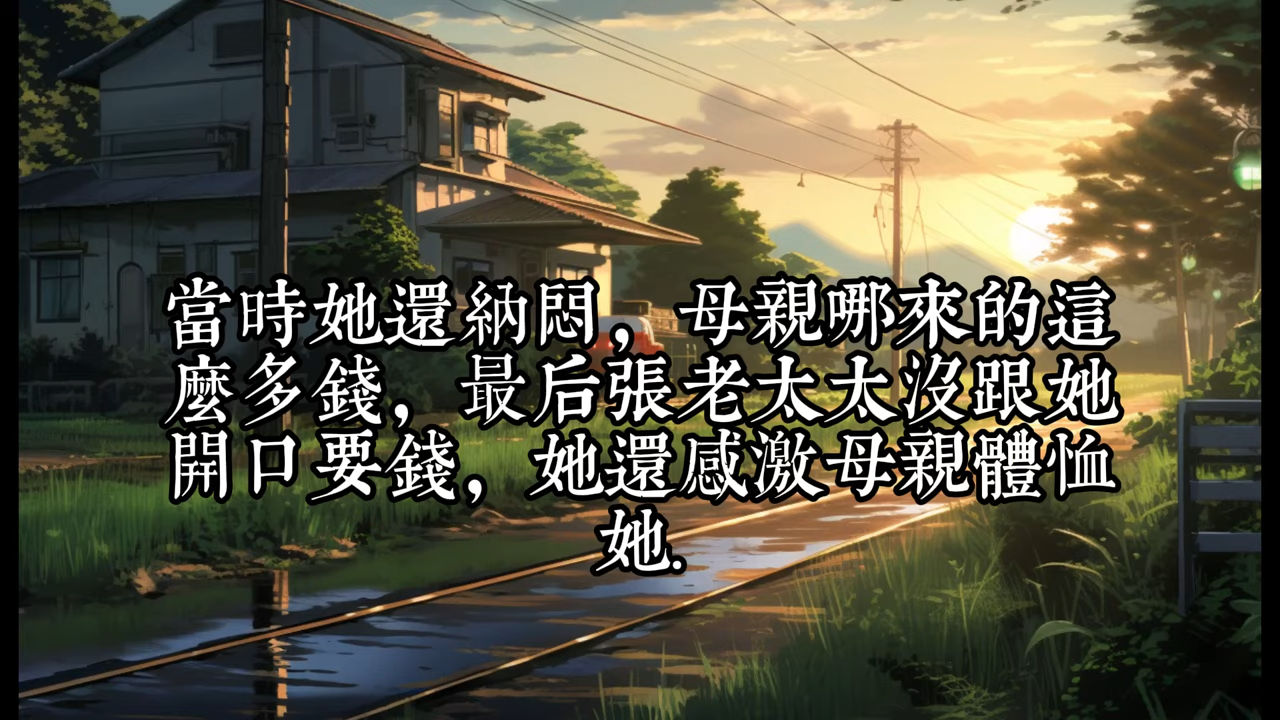 當時她還納悶，母親哪來的這
麼多錢，最后張老太太沒跟她
開口要錢，她還感激母親體恤
她.